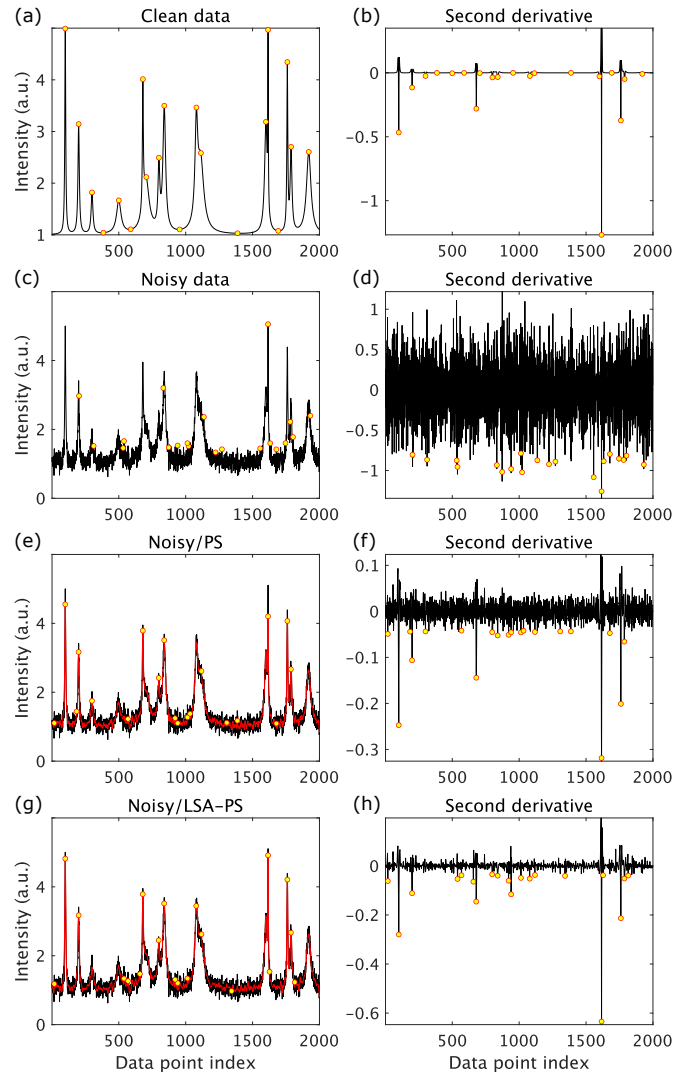 (a) Clean data (b) Second derivative
5
4
3
2
1
Intensity (a.u.)
500 1000 1500 2000
0
-0.5
-1
500 1000 1500 2000
(c) Noisy data (d) Second derivative
4
2
0
Intensity (a.u.)
500 1000 1500 2000
1
0.5
0
-0.5
-1
500 1000 1500 2000
(e) Noisy/PS (f) Second derivative
4
2
0
Intensity (a.u.)
500 1000 1500 2000
0.1
0
-0.1
-0.2
-0.3
500 1000 1500 2000
(g) Noisy/LSA-PS (h) Second derivative
4
2
0
Intensity (a.u.)
500 1000 1500 2000
Data point index
0
-0.2
-0.4
-0.6
500 1000 1500 2000
Data point index